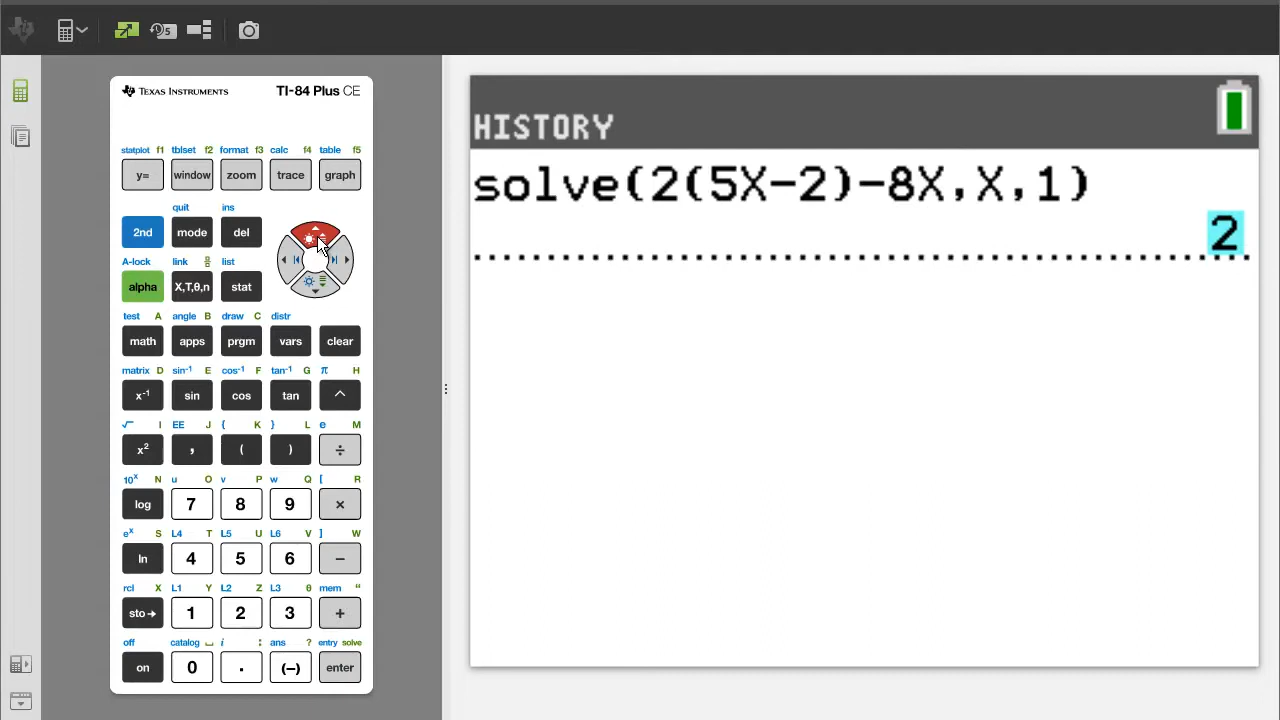 TEXAS INSTRUMENTS TI-84 Plus CE
statplot f1 tblset f2 format f3 calc f4 table f5
y= window zoom trace graph
quit ins
2nd mode del
A-lock link list
alpha X,T,θ,n stat
test A angle B draw C distr
math apps prgm vars clear
matrix D sin⁻¹ E cos⁻¹ F tan⁻¹ G π H
x⁻¹ sin cos tan ^
√ I EE J { K } L e M
x² , ( ) ÷
10ˣ N u O v P w Q [ R
log 7 8 9 ×
eˣ S L4 T L5 U L6 V ] W
ln 4 5 6 −
rcl X L1 Y L2 Z L3 θ mem “
sto→ 1 2 3 +
off catalog ⎵ i : ans ? entry solve
on 0 . (−) enter
HISTORY
solve(2(5X-2)-8X,X,1)
2